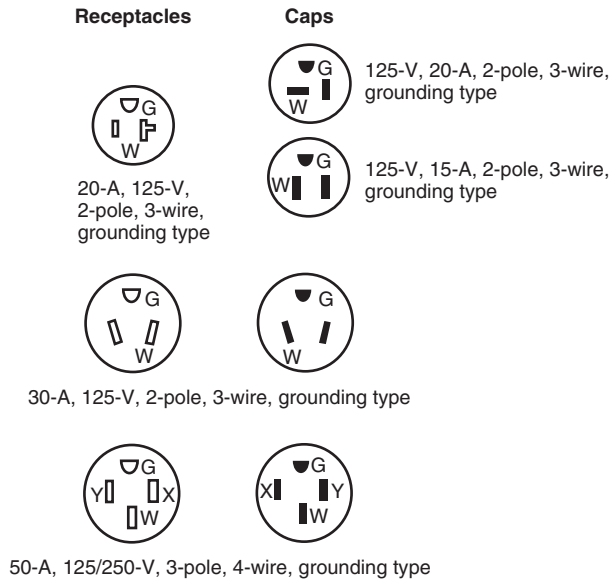 Receptacles
Caps
G
W
20-A, 125-V,
2-pole, 3-wire,
grounding type
G
W
125-V, 20-A, 2-pole, 3-wire,
grounding type
G
W
125-V, 15-A, 2-pole, 3-wire,
grounding type
G
W
G
W
30-A, 125-V, 2-pole, 3-wire, grounding type
G
Y X
W
G
X Y
W
50-A, 125/250-V, 3-pole, 4-wire, grounding type